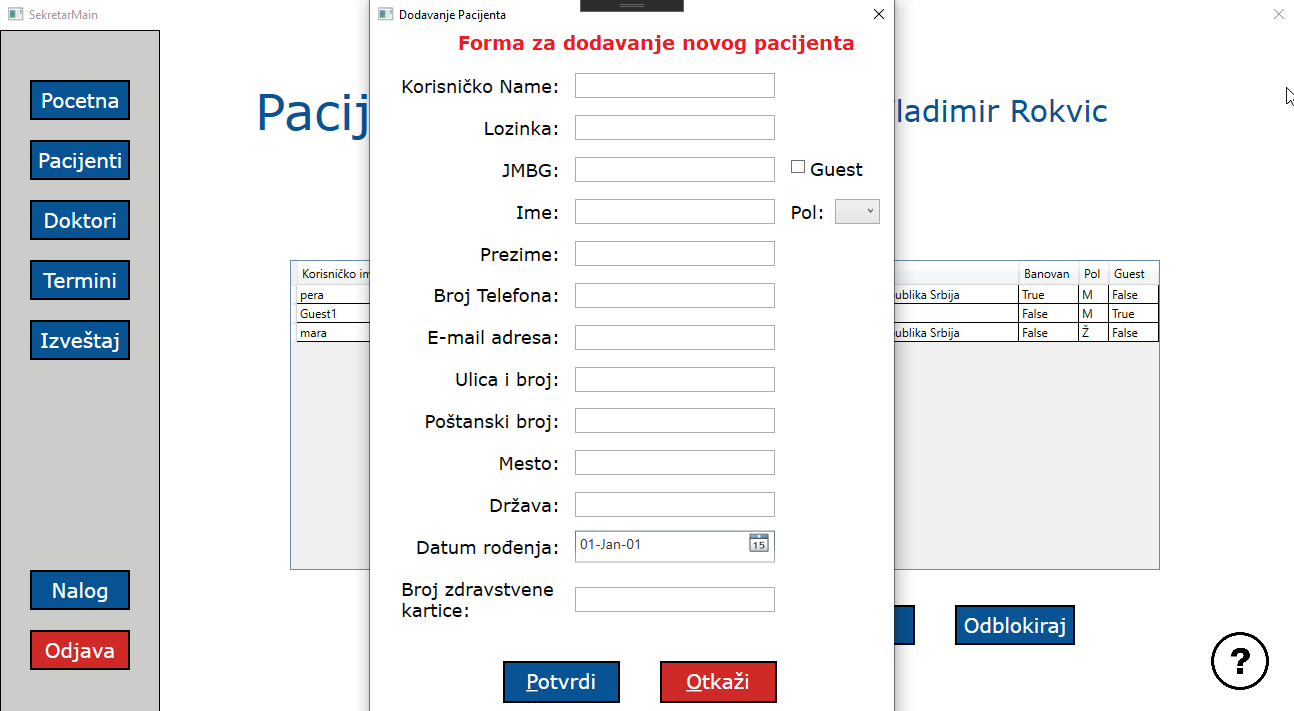 SekretarMain
Pocetna
Pacijenti
Doktori
Termini
Izveštaj
Nalog
Odjava
Dodavanje Pacijenta
Forma za dodavanje novog pacijenta
Korisničko Name:
Lozinka:
JMBG:
Guest
Ime:
Pol:
Prezime:
Broj Telefona:
E-mail adresa:
Ulica i broj:
Poštanski broj:
Mesto:
Država:
Datum rođenja: 01-Jan-01
15
Broj zdravstvene
kartice:
Potvrdi
Otkaži
Pacij
ladimir Rokvic
Korisničko im
Banovan Pol Guest
pera
ublika Srbija True M False
Guest1
False M True
mara
ublika Srbija False Ž False
Odblokiraj
?